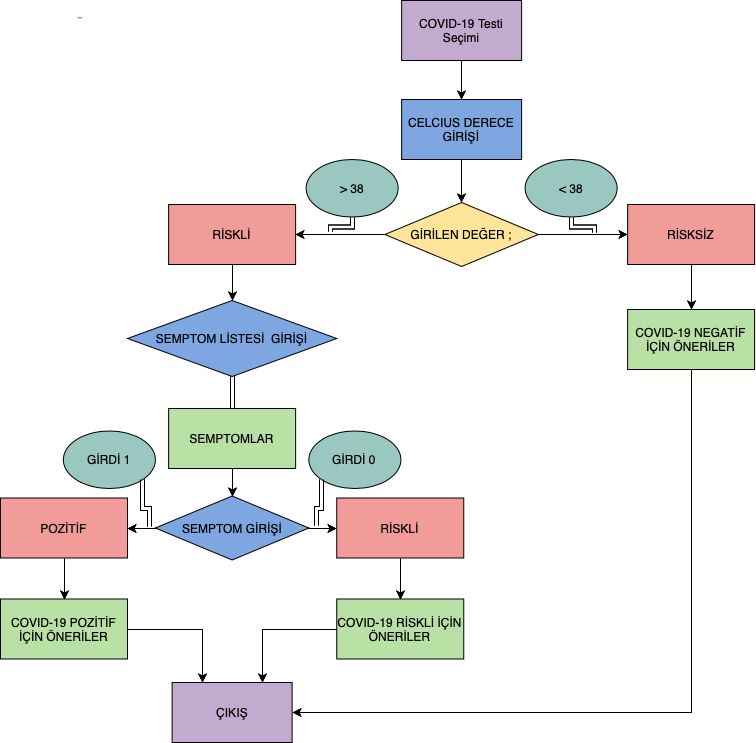 COVID-19 Testi
Seçimi
CELCIUS DERECE
GİRİŞİ
> 38
< 38
RİSKLİ
GİRİLEN DEĞER ;
RİSKSİZ
SEMPTOM LİSTESİ  GİRİŞİ
COVID-19 NEGATİF
İÇİN ÖNERİLER
SEMPTOMLAR
GİRDİ 1
GİRDİ 0
POZİTİF
SEMPTOM GİRİŞİ
RİSKLİ
COVID-19 POZİTİF
İÇİN ÖNERİLER
COVID-19 RİSKLİ İÇİN
ÖNERİLER
ÇIKIŞ